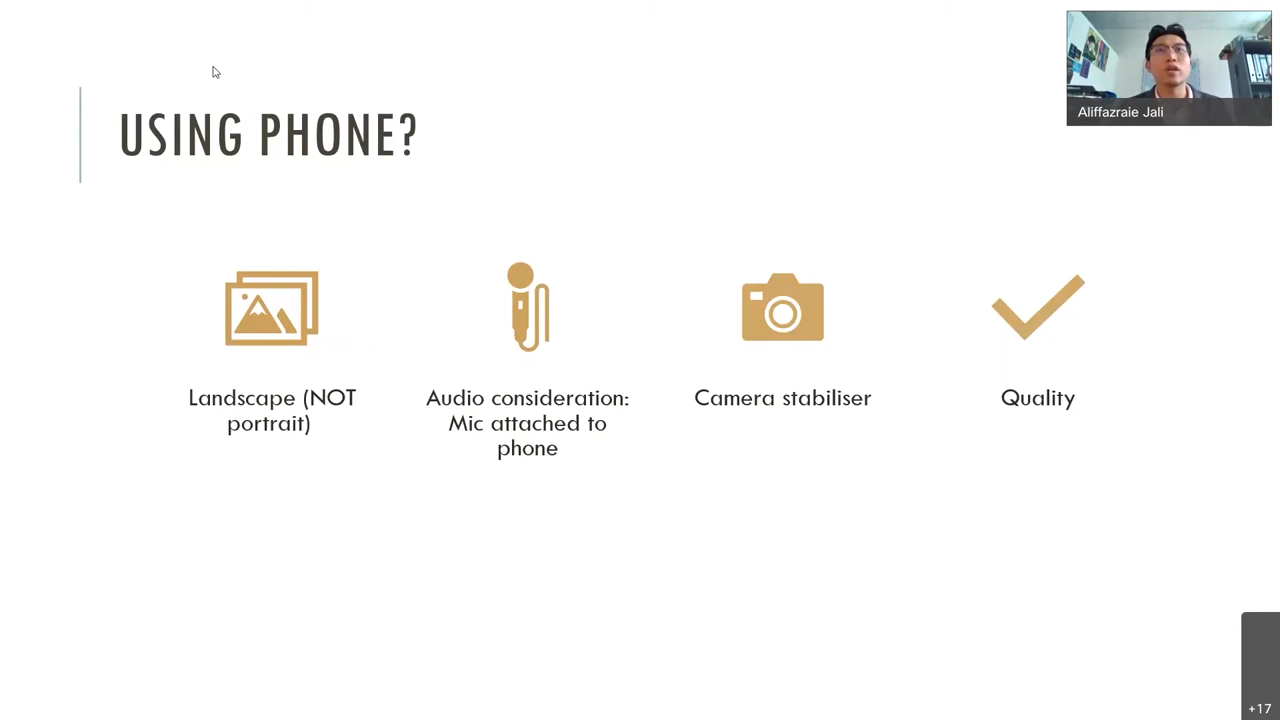 USING PHONE?
Aliffazraie Jali
Landscape (NOT
portrait)
Audio consideration:
Mic attached to
phone
Camera stabiliser
Quality
+17